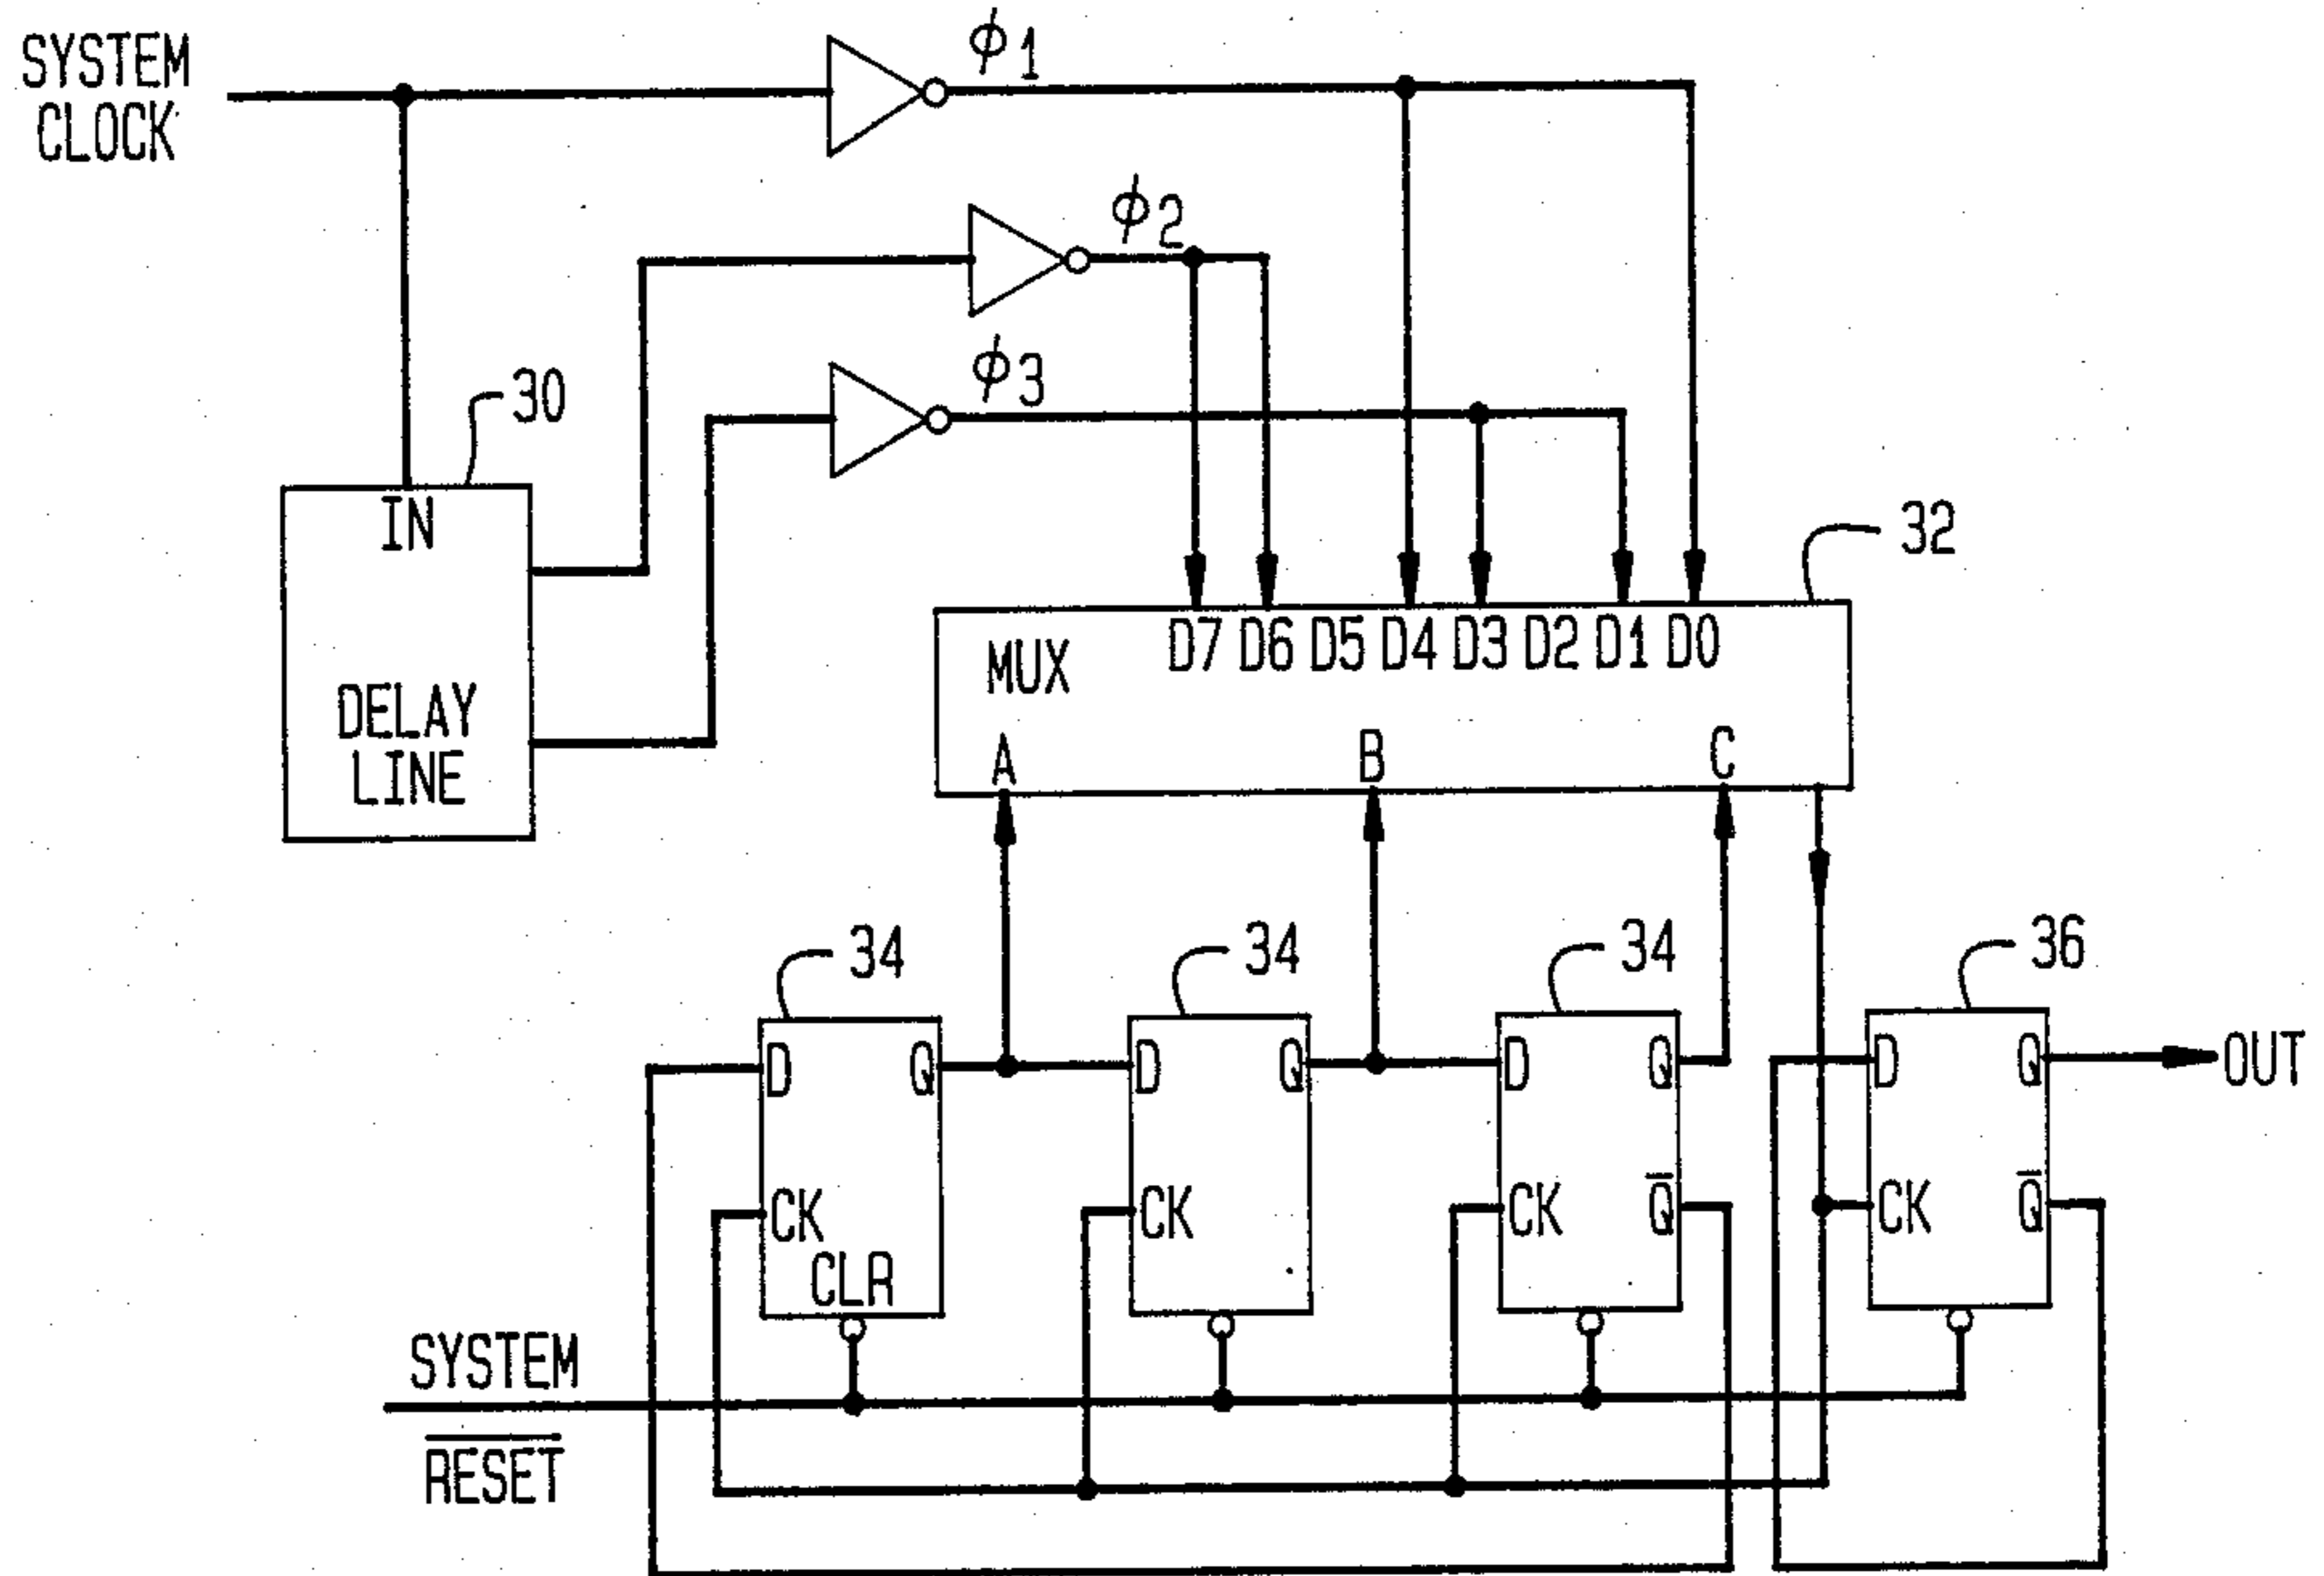 SYSTEM
CLOCK
ϕ1
ϕ2
ϕ3
30
IN
DELAY
LINE
32
MUX
D7 D6 D5 D4 D3 D2 D1 D0
A B C
34 34 34 36
D Q D Q D Q D Q OUT
CK CK CK Q̅ CK Q̅
CLR
SYSTEM
R̅E̅S̅E̅T̅